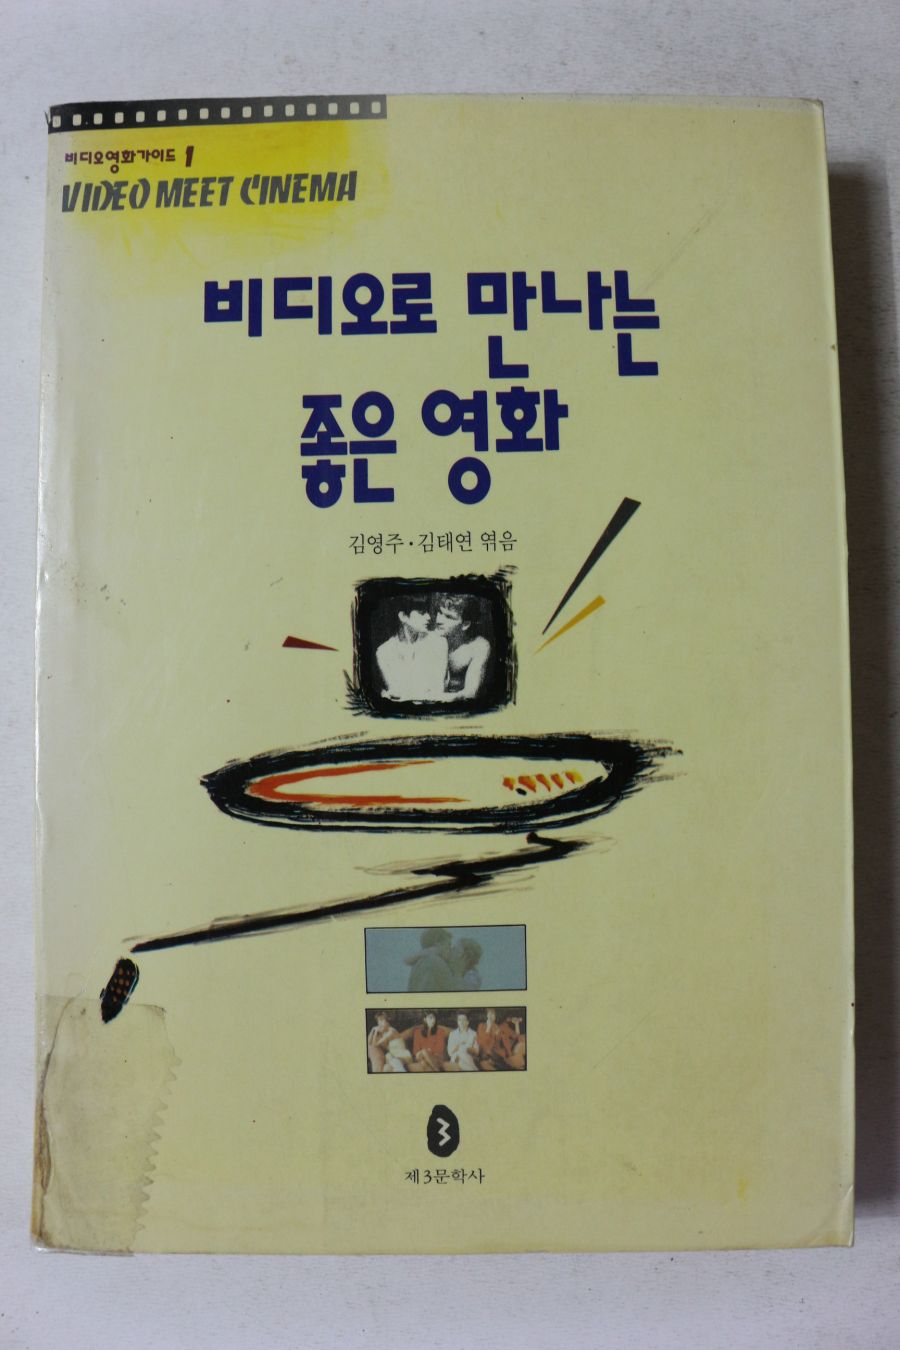 비디오영화가이드 1
VIDEO MEET CINEMA
비디오로 만나는
좋은 영화
김영주·김태연 엮음
3
제3문학사